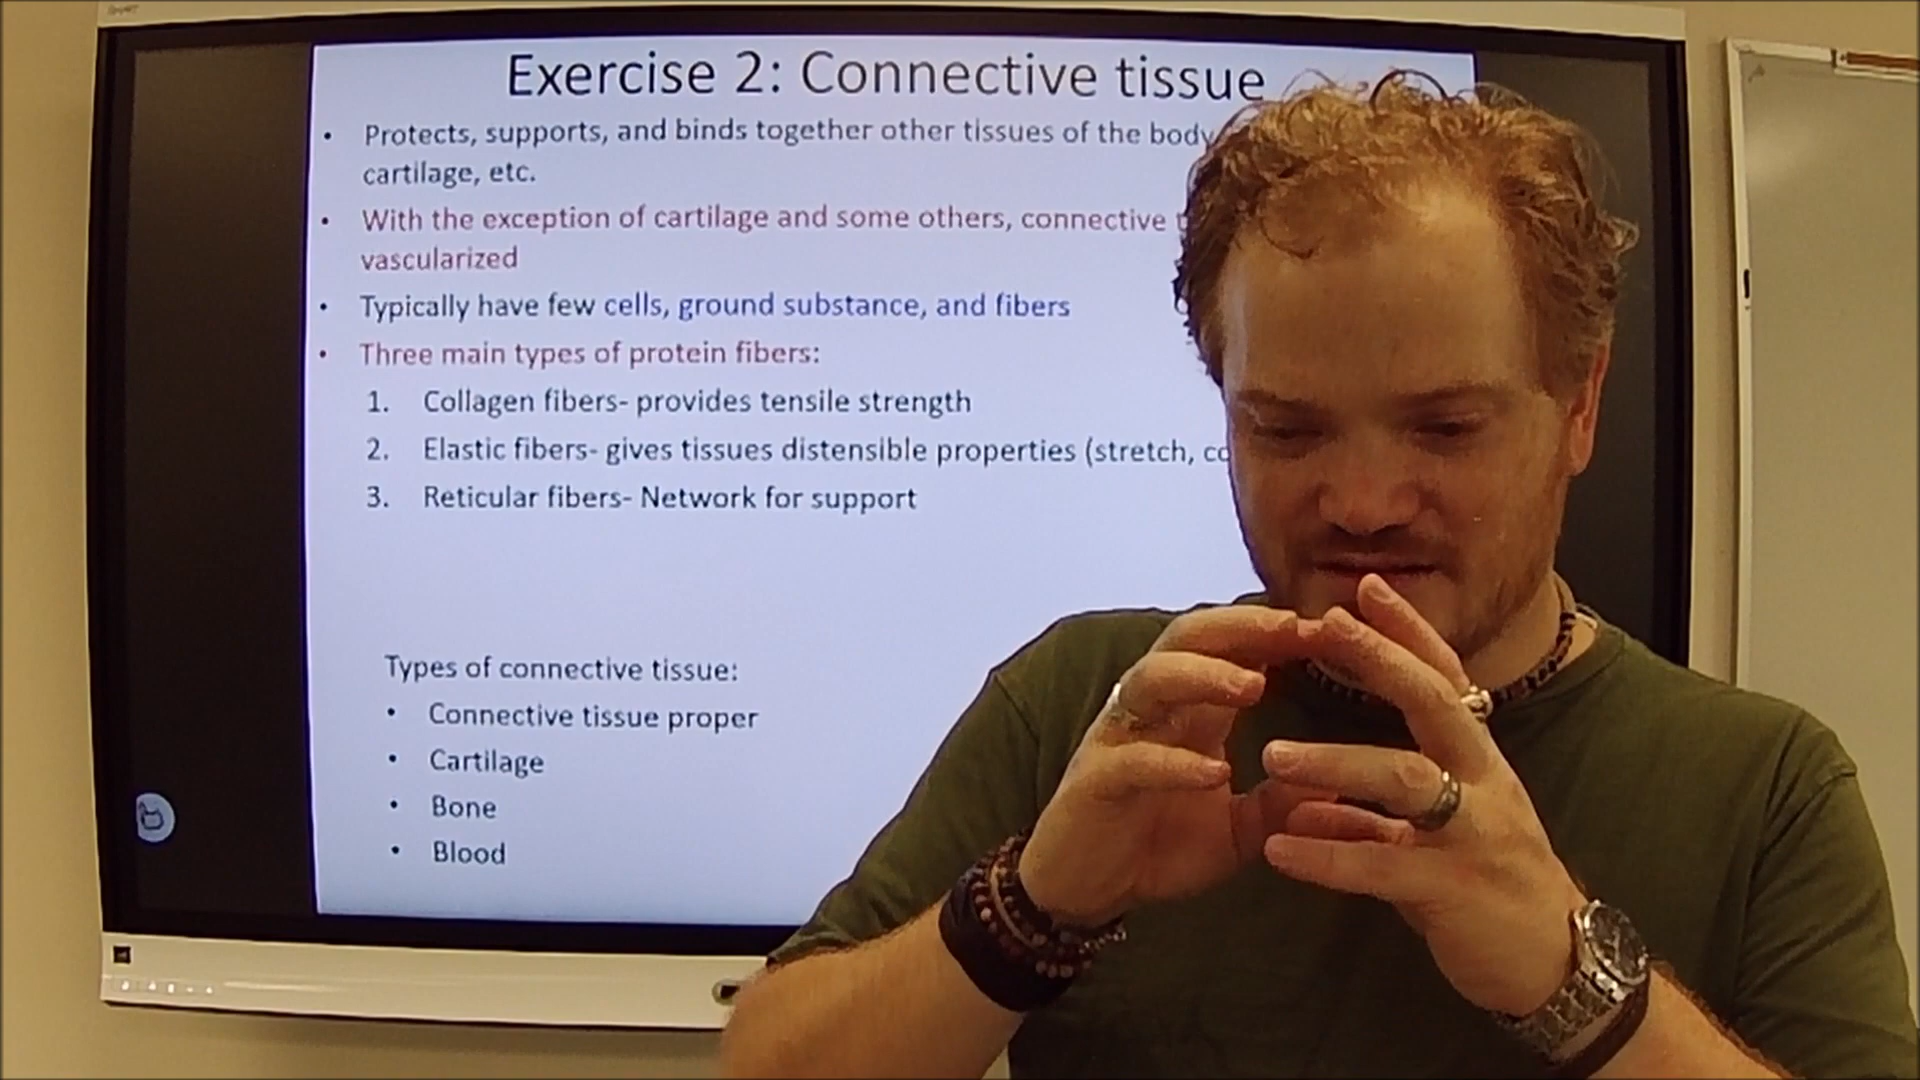 Exercise 2: Connective tissue
• Protects, supports, and binds together other tissues of the body
cartilage, etc.
• With the exception of cartilage and some others, connective
vascularized
• Typically have few cells, ground substance, and fibers
• Three main types of protein fibers:
1. Collagen fibers- provides tensile strength
2. Elastic fibers- gives tissues distensible properties (stretch,
3. Reticular fibers- Network for support
Types of connective tissue:
• Connective tissue proper
• Cartilage
• Bone
• Blood